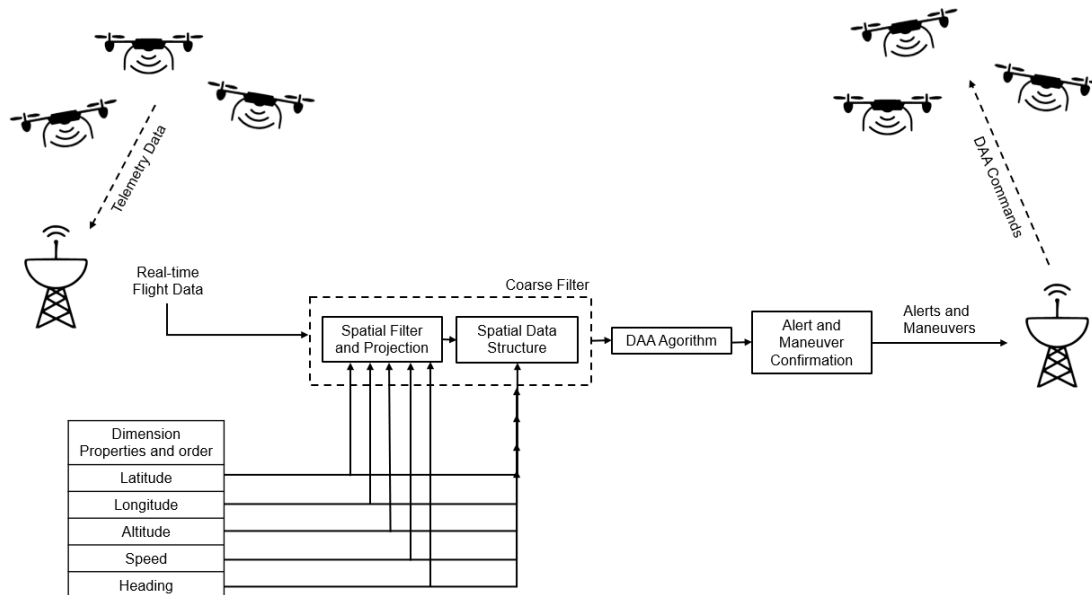 Telemetry Data
DAA Commands
Real-time
Flight Data
Coarse Filter
Spatial Filter
and Projection
Spatial Data
Structure
DAA Agorithm
Alert and
Maneuver
Confirmation
Alerts and
Maneuvers
Dimension
Properties and order
Latitude
Longitude
Altitude
Speed
Heading